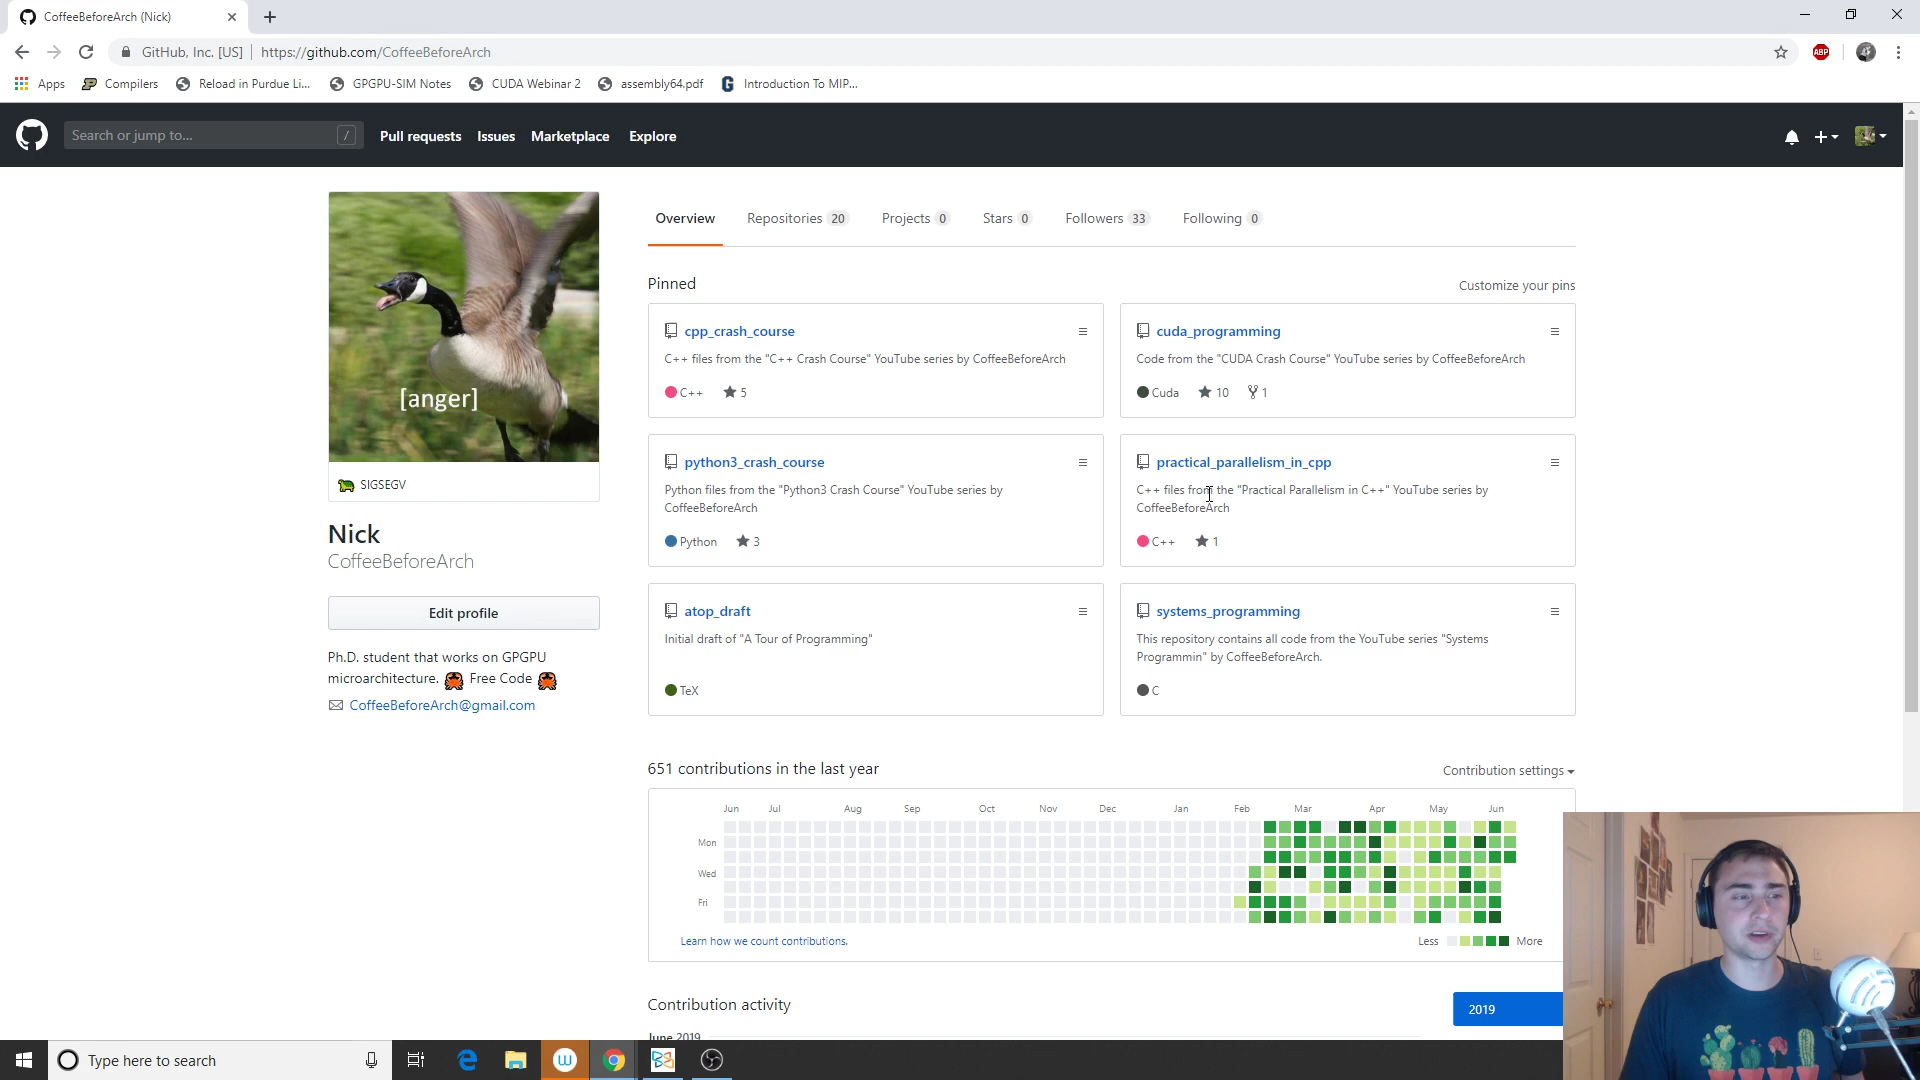 CoffeeBeforeArch (Nick)
GitHub, Inc. [US] https://github.com/CoffeeBeforeArch
ABP
Apps Compilers Reload in Purdue Li... GPGPU-SIM Notes CUDA Webinar 2 assembly64.pdf Introduction To MIP...
Search or jump to... / Pull requests Issues Marketplace Explore
Overview Repositories 20 Projects 0 Stars 0 Followers 33 Following 0
Pinned Customize your pins
cpp_crash_course
C++ files from the "C++ Crash Course" YouTube series by CoffeeBeforeArch
C++ 5
cuda_programming
Code from the "CUDA Crash Course" YouTube series by CoffeeBeforeArch
Cuda 10 1
python3_crash_course
Python files from the "Python3 Crash Course" YouTube series by
CoffeeBeforeArch
Python 3
practical_parallelism_in_cpp
C++ files from the "Practical Parallelism in C++" YouTube series by
CoffeeBeforeArch
C++ 1
atop_draft
Initial draft of "A Tour of Programming"
TeX
systems_programming
This repository contains all code from the YouTube series "Systems
Programmin" by CoffeeBeforeArch.
C
[anger]
SIGSEGV
Nick
CoffeeBeforeArch
Edit profile
Ph.D. student that works on GPGPU
microarchitecture. Free Code
CoffeeBeforeArch@gmail.com
651 contributions in the last year Contribution settings
Jun Jul Aug Sep Oct Nov Dec Jan Feb Mar Apr May Jun
Mon
Wed
Fri
Learn how we count contributions. Less More
Contribution activity 2019
June 2019
Type here to search